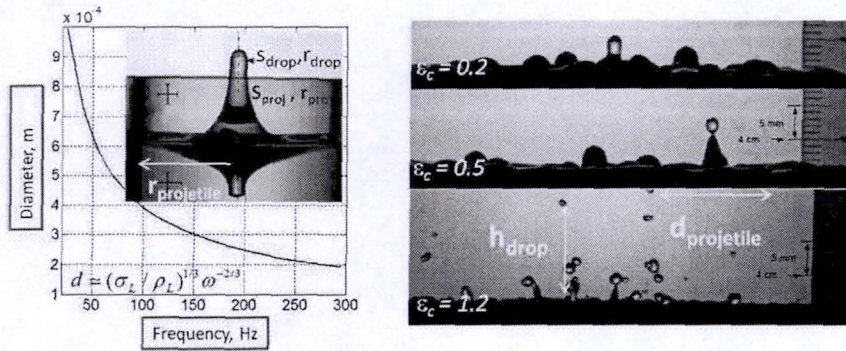 x 10⁻⁴
9
8
7
6
5
4
3
2
1
Diameter, m
50 100 150 200 250 300
Frequency, Hz
s_drop, r_drop
s_proj, r_pro
r_projetile
d = (σ_L / ρ_L)^1/3 ω^-2/3
ε_c = 0.2
5 mm
4 cm
ε_c = 0.5
h_drop
d_projetile
5 mm
4 cm
ε_c = 1.2